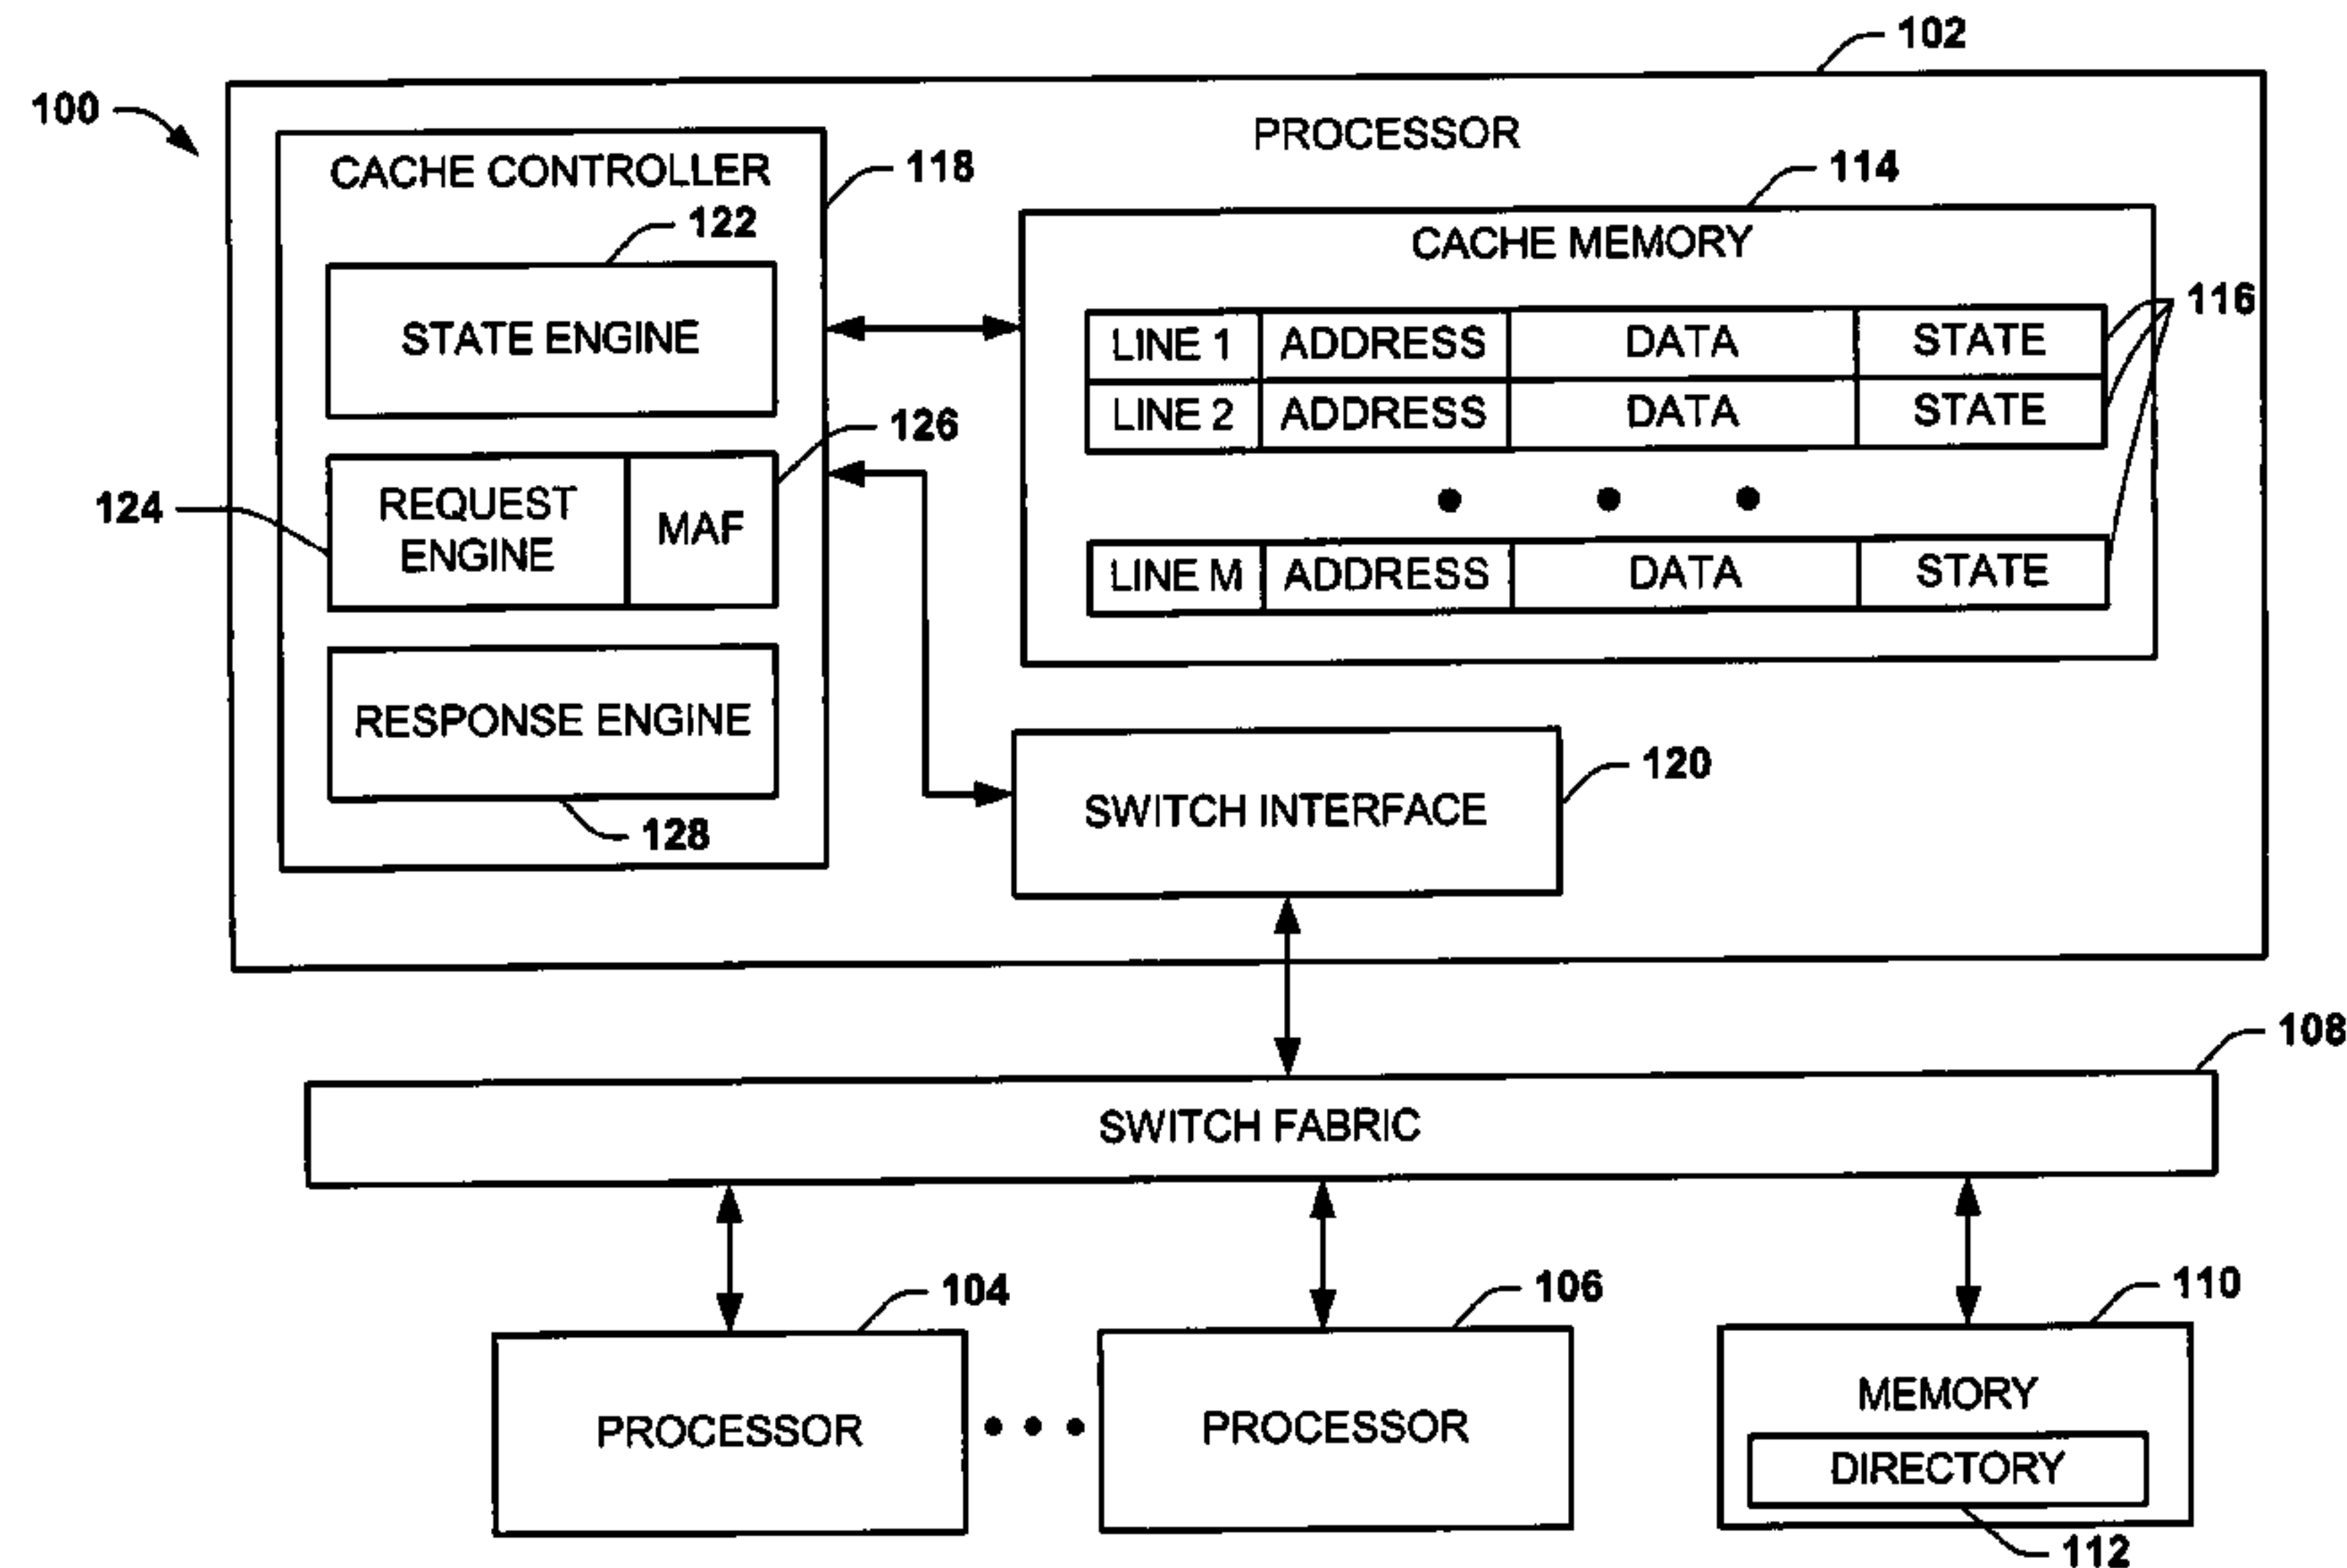 102
100
PROCESSOR
CACHE CONTROLLER
118
114
122
CACHE MEMORY
STATE ENGINE
116
LINE 1 ADDRESS DATA STATE
LINE 2 ADDRESS DATA STATE
126
124
REQUEST
ENGINE
MAF
LINE M ADDRESS DATA STATE
RESPONSE ENGINE
128
120
SWITCH INTERFACE
108
SWITCH FABRIC
104
106
110
PROCESSOR
PROCESSOR
MEMORY
DIRECTORY
112